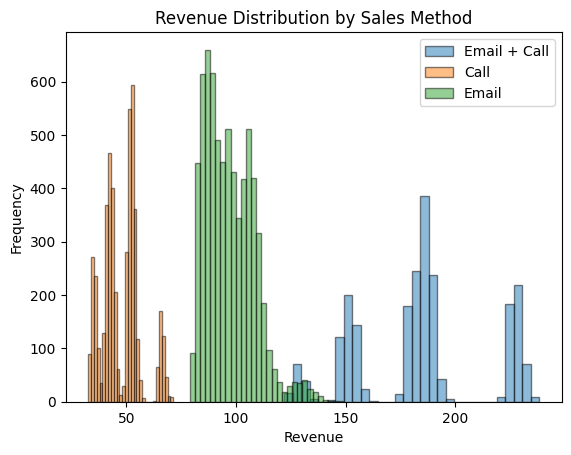 Revenue Distribution by Sales Method
Email + Call
Call
Email
Frequency
600
500
400
300
200
100
0
50
100
150
200
Revenue